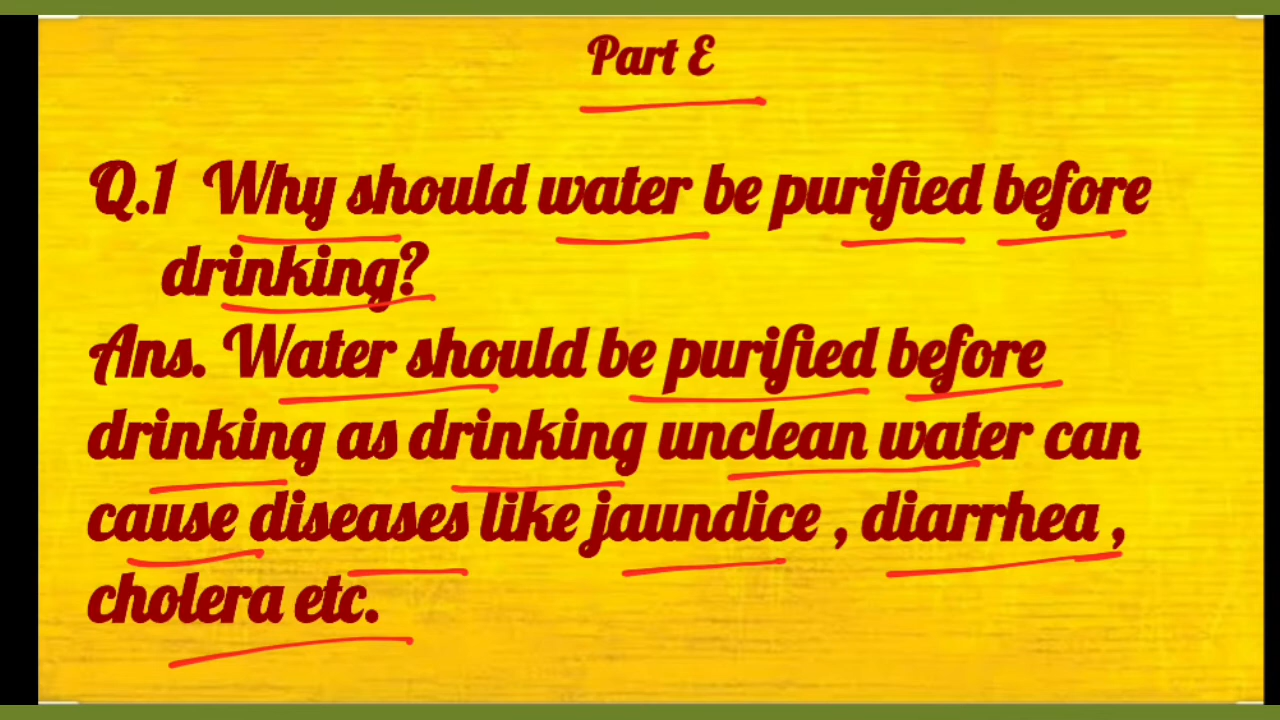 Part E
Q.1 Why should water be purified before
drinking?
Ans. Water should be purified before
drinking as drinking unclean water can
cause diseases like jaundice , diarrhea ,
cholera etc.